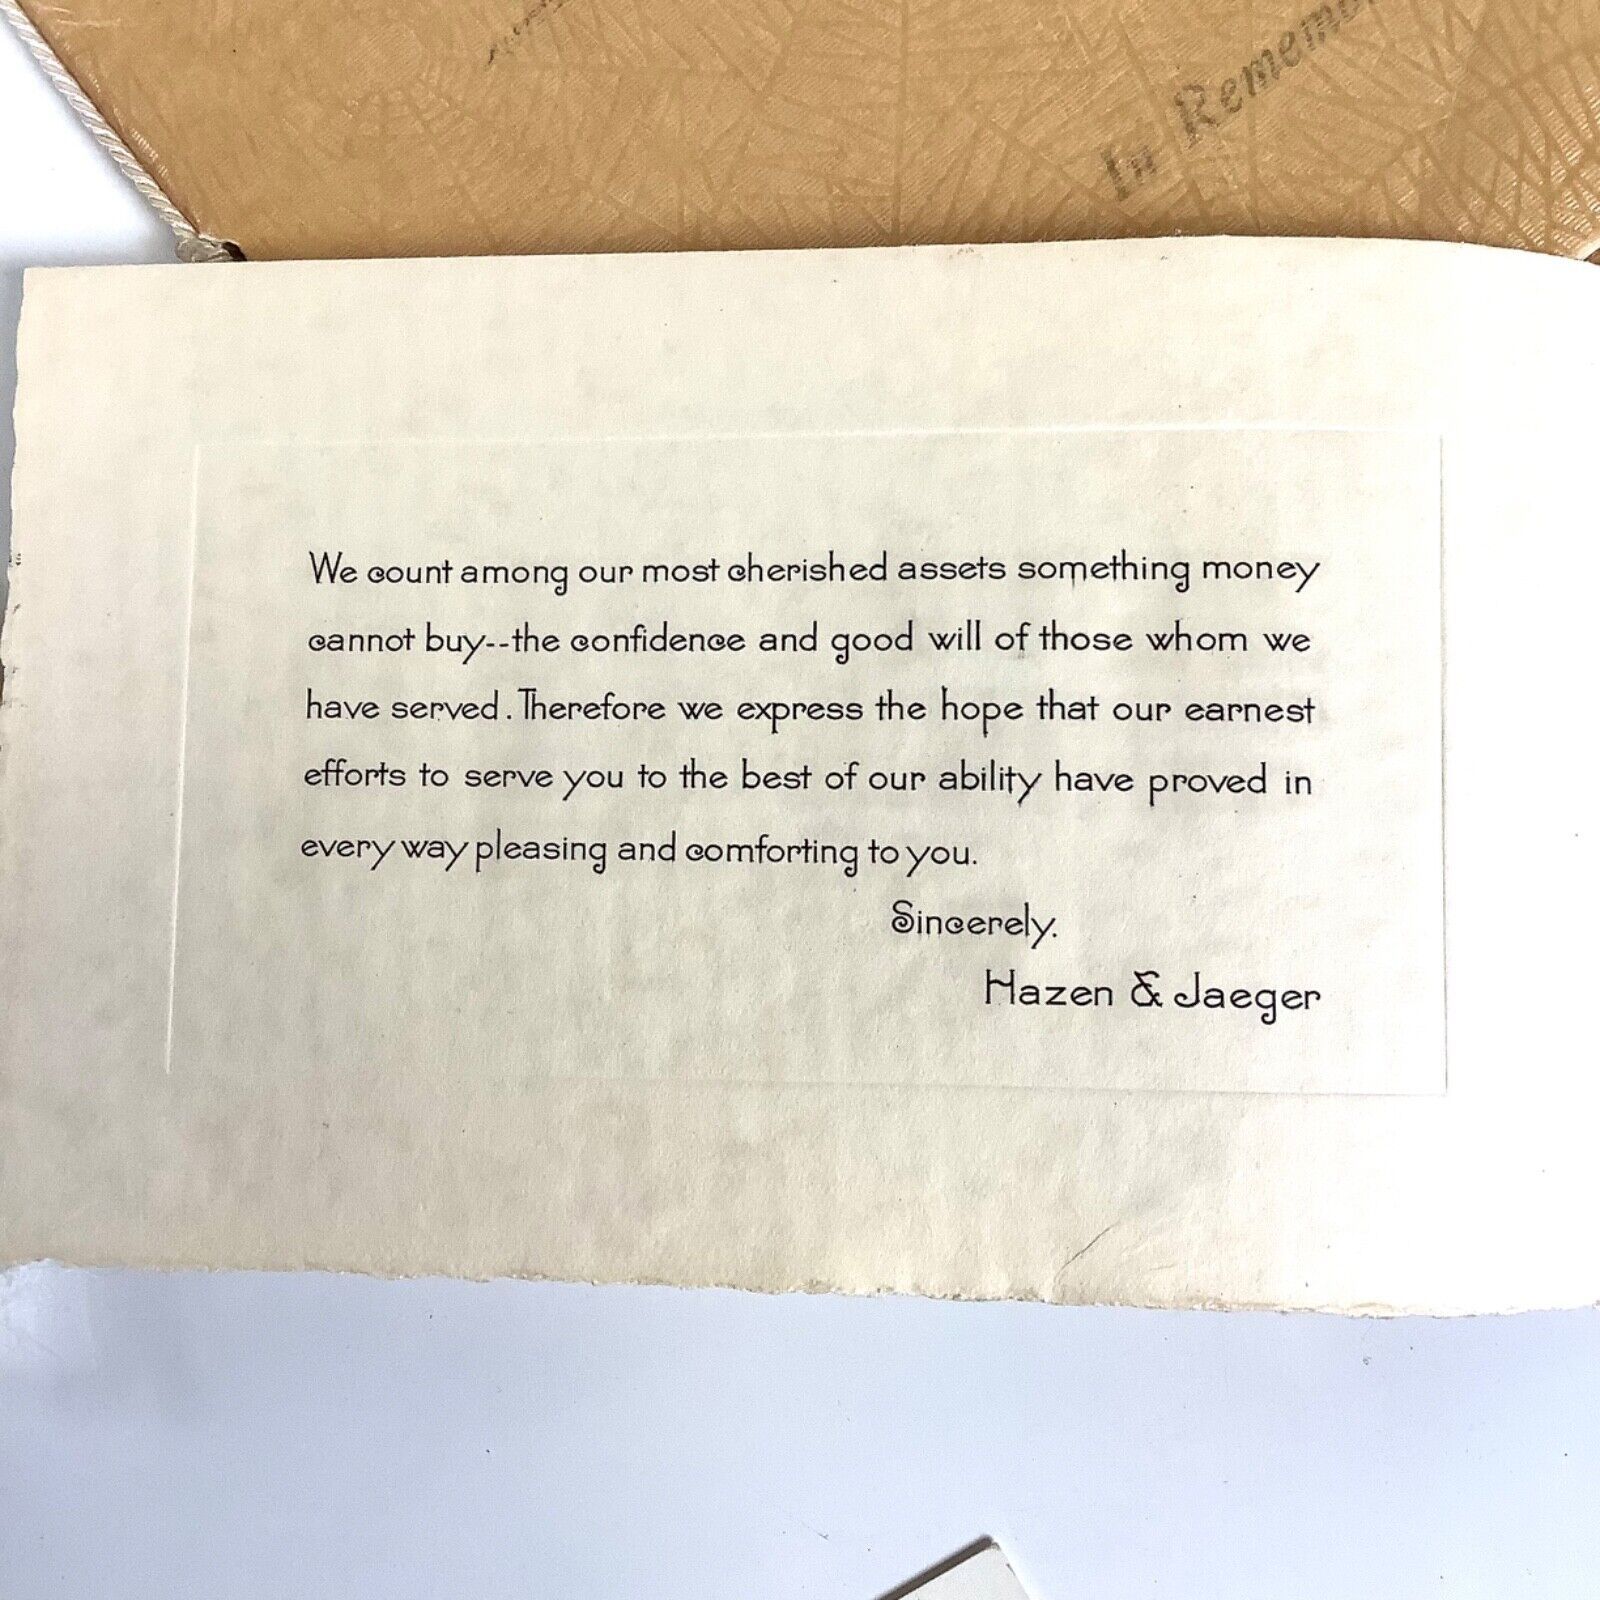 In
We count among our most cherished assets something money
cannot buy--the confidence and good will of those whom we
have served. Therefore we express the hope that our earnest
efforts to serve you to the best of our ability have proved in
every way pleasing and comforting to you.
Sincerely.
Hazen & Jaeger